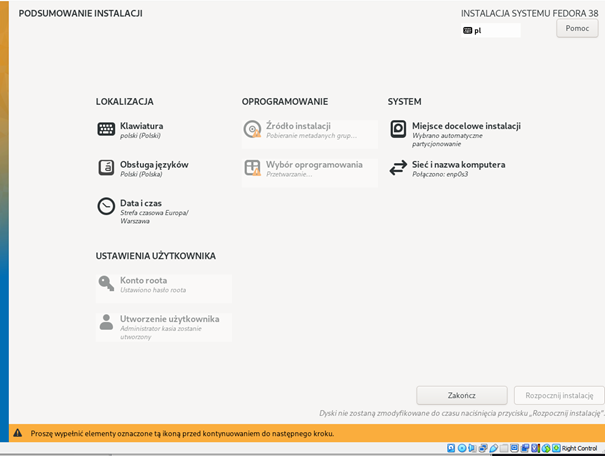 PODSUMOWANIE INSTALACJI
INSTALACJA SYSTEMU FEDORA 38
pl
Pomoc
LOKALIZACJA
Klawiatura
polski (Polski)
Obsługa języków
Polski (Polska)
Data i czas
Strefa czasowa Europa/
Warszawa
OPROGRAMOWANIE
Źródło instalacji
Pobieranie metadanych grup...
Wybór oprogramowania
Przetwarzanie...
SYSTEM
Miejsce docelowe instalacji
Wybrano automatyczne
partycjonowanie
Sieć i nazwa komputera
Połączono: enp0s3
USTAWIENIA UŻYTKOWNIKA
Konto roota
Ustawiono hasło roota
Utworzenie użytkownika
Administrator kasia zostanie
utworzony
Zakończ
Rozpocznij instalację
Dyski nie zostaną zmodyfikowane do czasu naciśnięcia przycisku „Rozpocznij instalację”.
Proszę wypełnić elementy oznaczone tą ikoną przed kontynuowaniem do następnego kroku.
Right Control